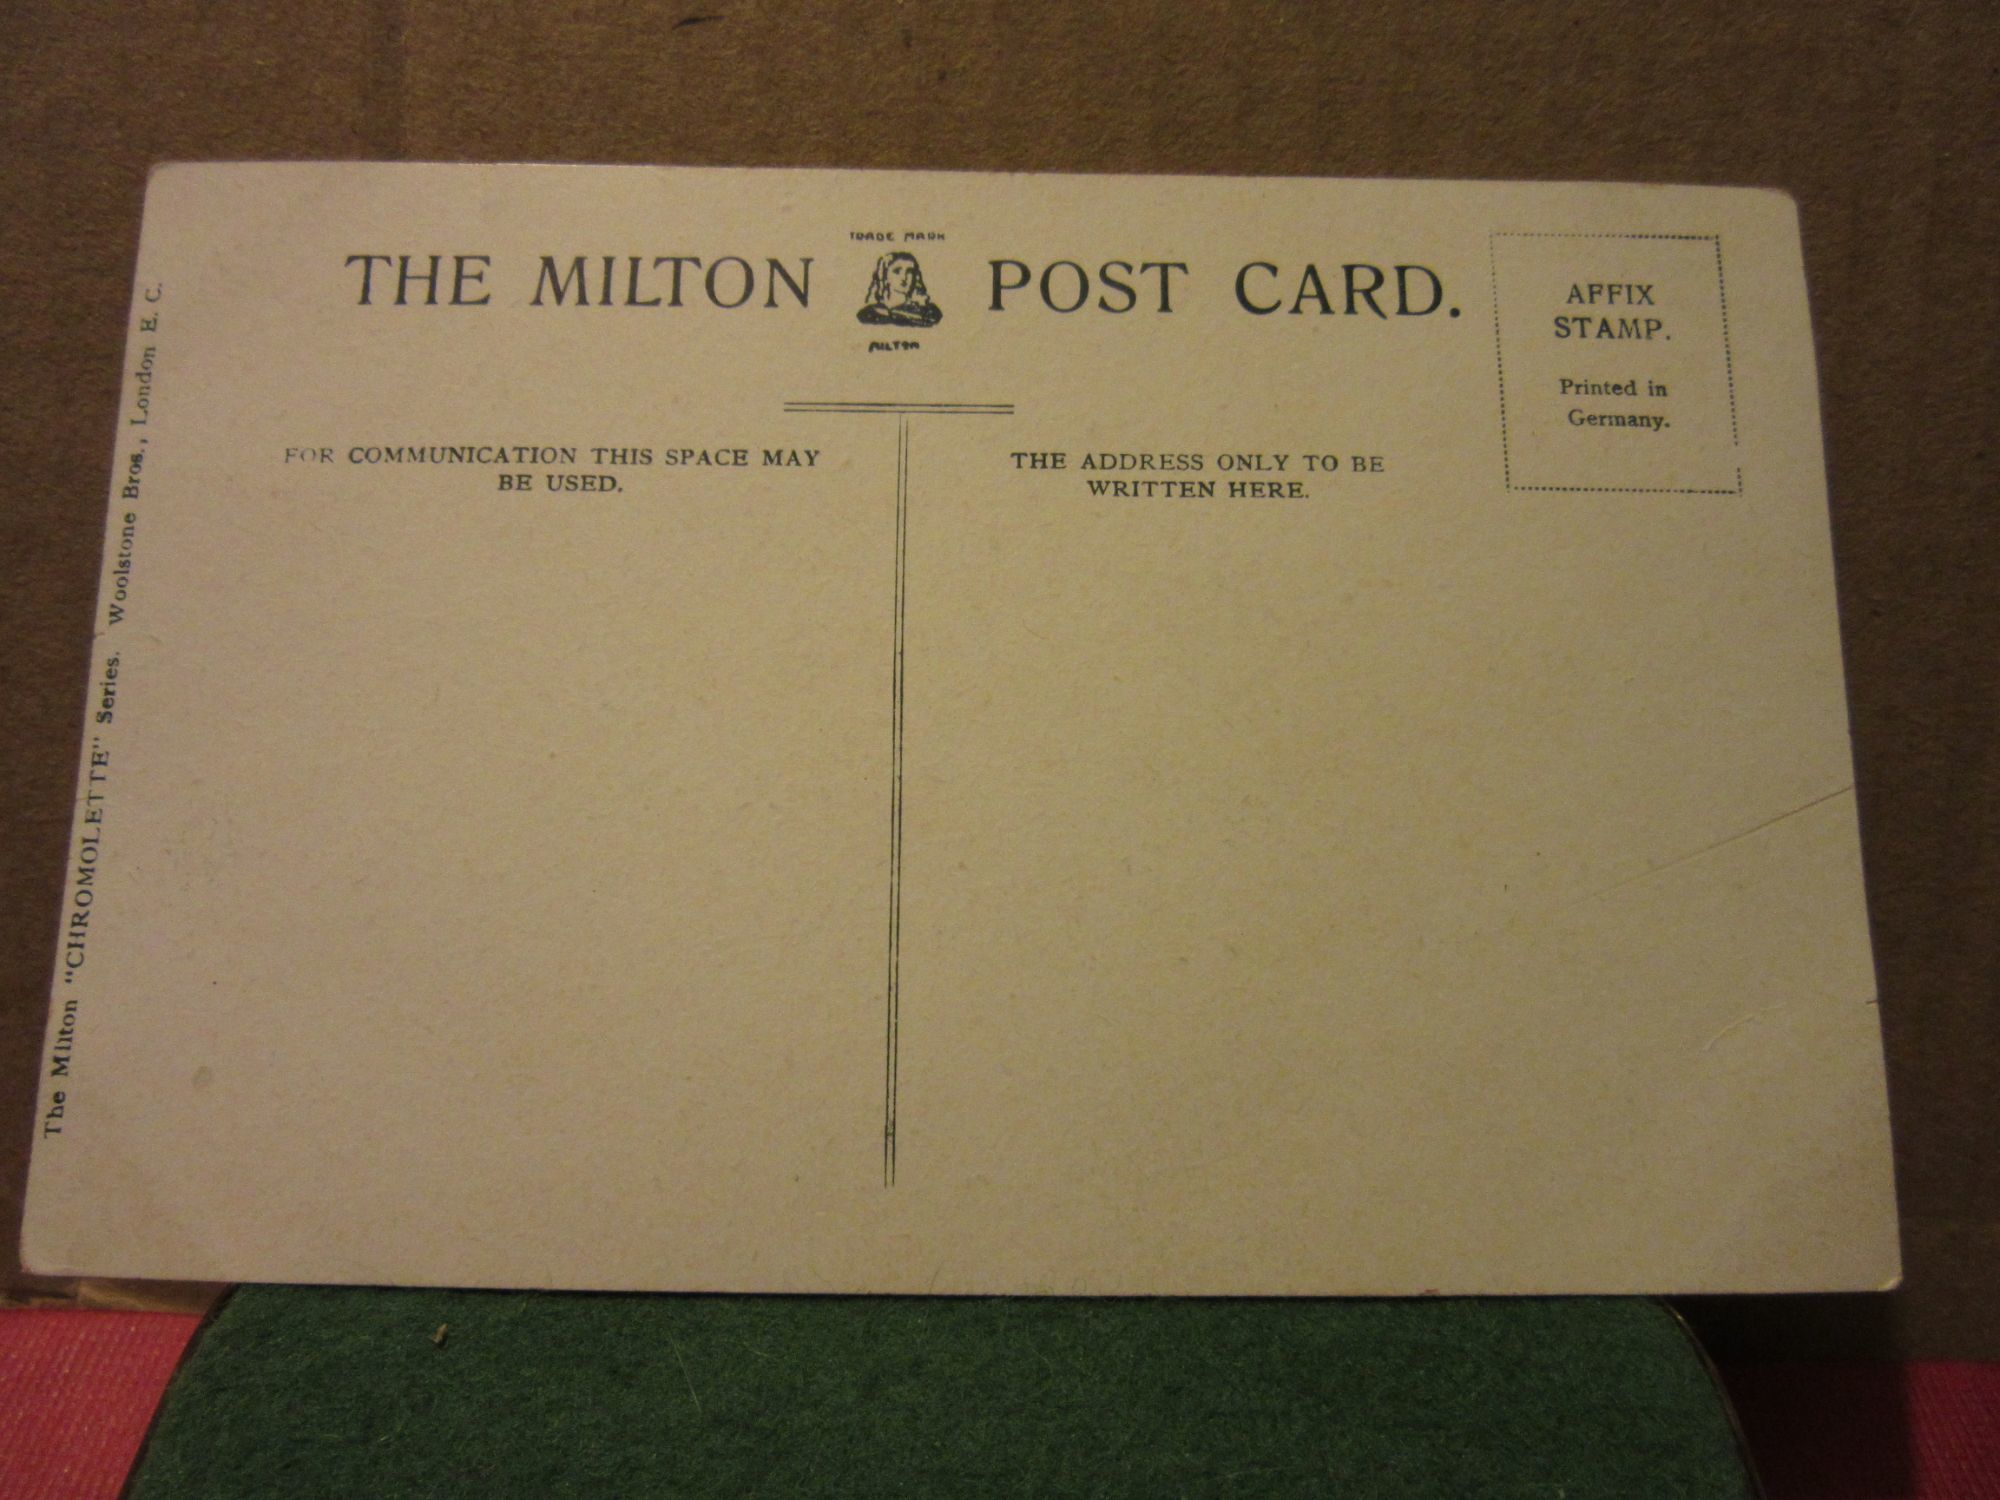 TRADE MARK
THE MILTON POST CARD.
MILTON
AFFIX
STAMP.
Printed in
Germany.
FOR COMMUNICATION THIS SPACE MAY
BE USED.
THE ADDRESS ONLY TO BE
WRITTEN HERE.
The Milton "CHROMOLETTE" Series. Woolstone Bros., London E. C.